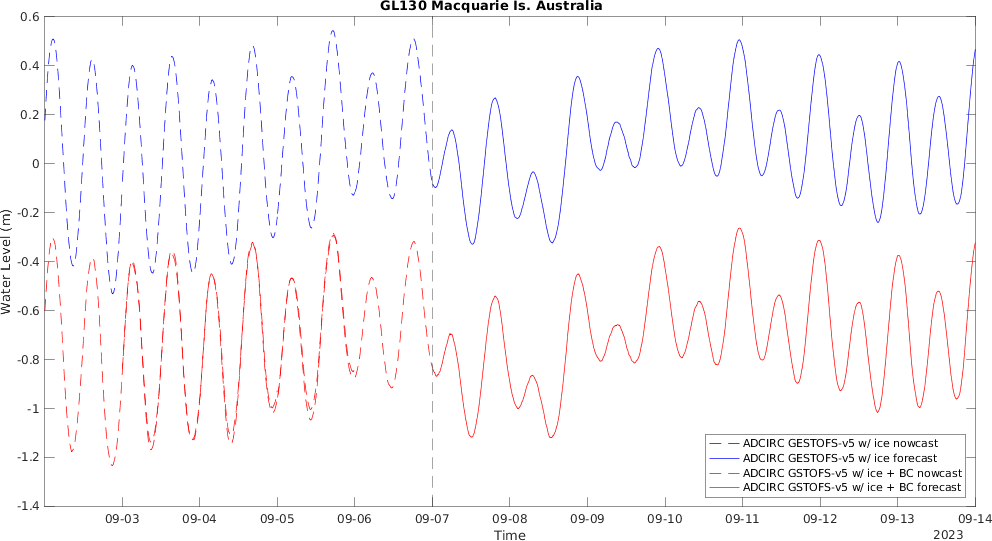 GL130 Macquarie Is. Australia
Water Level (m)
0.6
0.4
0.2
0
-0.2
-0.4
-0.6
-0.8
-1
-1.2
-1.4
ADCIRC GESTOFS-v5 w/ ice nowcast
ADCIRC GESTOFS-v5 w/ ice forecast
ADCIRC GSTOFS-v5 w/ ice + BC nowcast
ADCIRC GSTOFS-v5 w/ ice + BC forecast
09-03 09-04 09-05 09-06 09-07 09-08 09-09 09-10 09-11 09-12 09-13 09-14
Time
2023